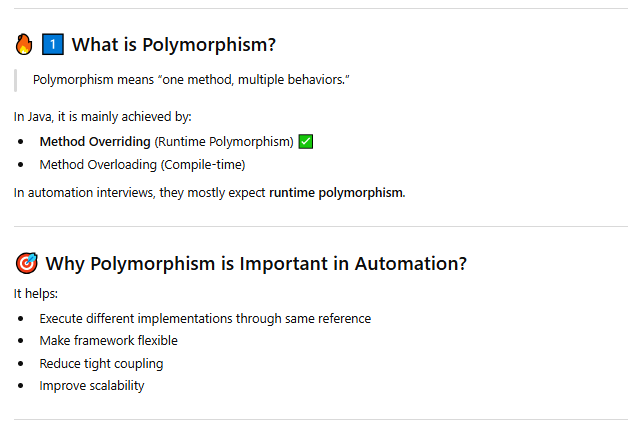 🔥 1️⃣ What is Polymorphism?
Polymorphism means “one method, multiple behaviors.”
In Java, it is mainly achieved by:
• Method Overriding (Runtime Polymorphism) ✅
• Method Overloading (Compile-time)
In automation interviews, they mostly expect runtime polymorphism.
🎯 Why Polymorphism is Important in Automation?
It helps:
• Execute different implementations through same reference
• Make framework flexible
• Reduce tight coupling
• Improve scalability